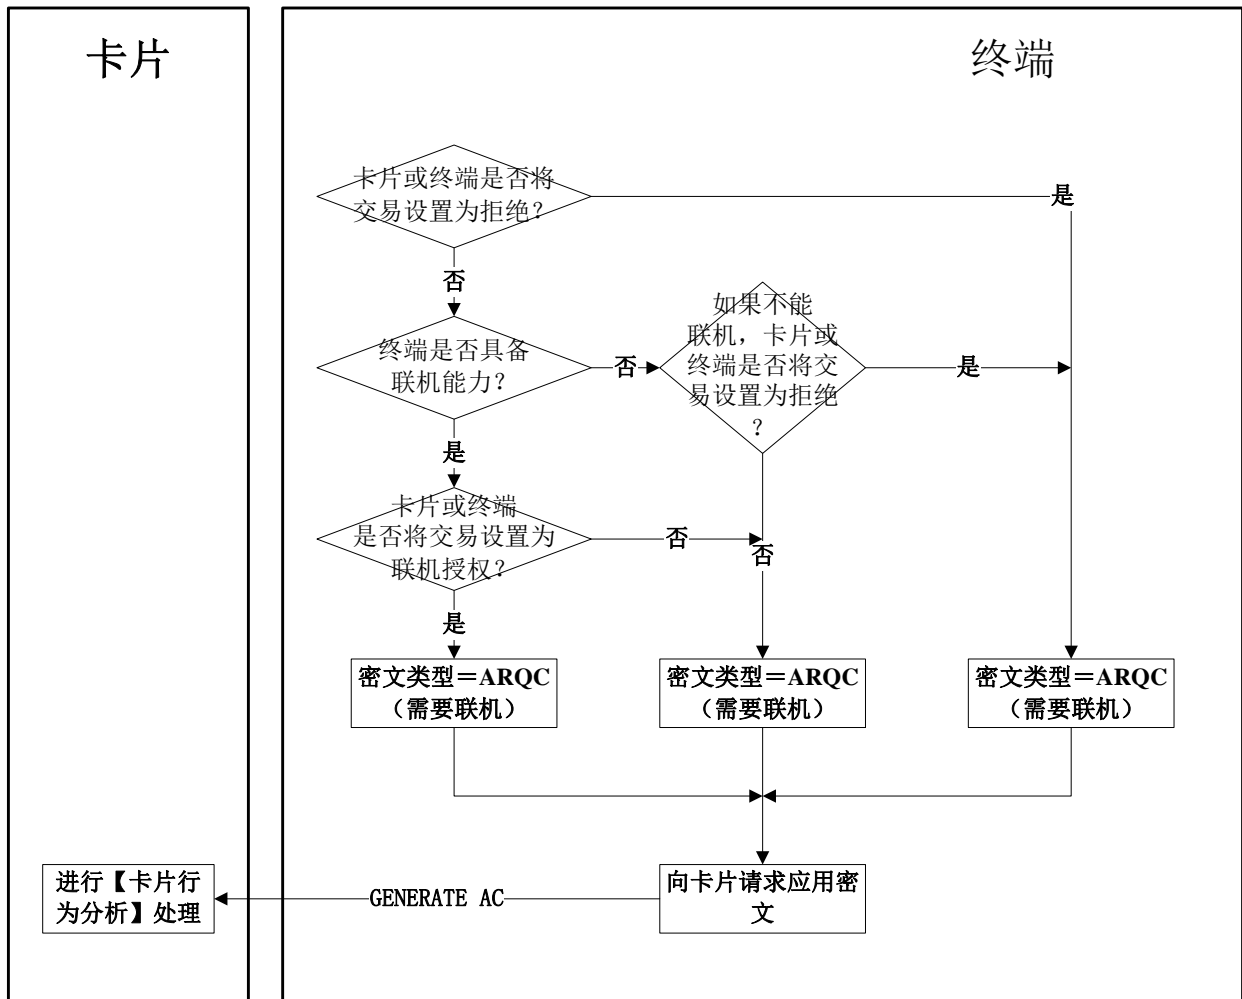 卡片
终端
卡片或终端是否将
交易设置为拒绝？
是
否
如果不能
联机，卡片或
终端是否将交
易设置为拒绝
？
终端是否具备
联机能力？
否
是
是
卡片或终端
是否将交易设置为
联机授权？
否
否
是
密文类型＝ARQC
（需要联机）
密文类型＝ARQC
（需要联机）
密文类型＝ARQC
（需要联机）
进行【卡片行
为分析】处理
GENERATE AC
向卡片请求应用密
文